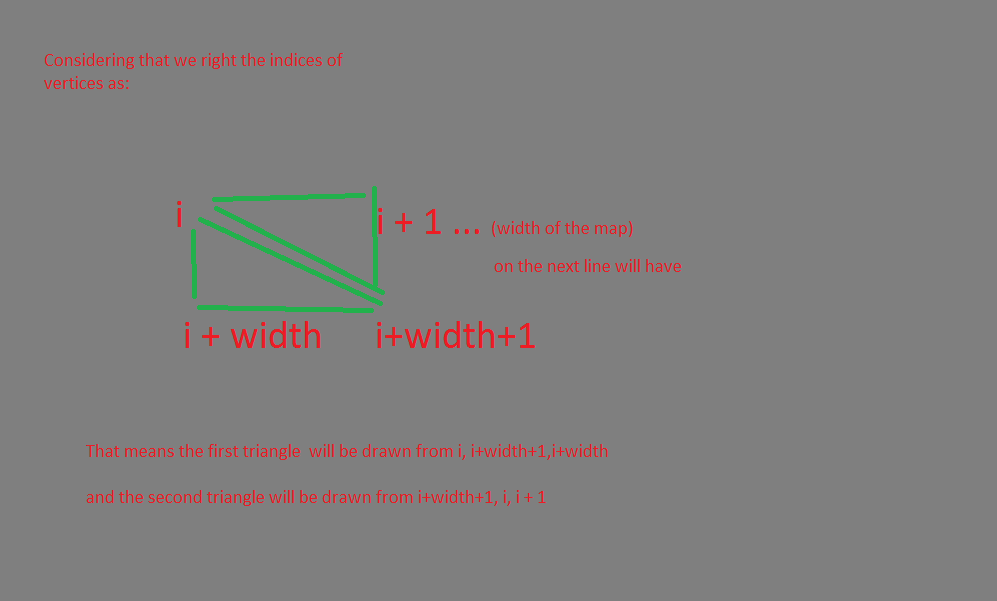 Considering that we right the indices of
vertices as:
i
i + 1 ... (width of the map)
on the next line will have
i + width
i+width+1
That means the first triangle  will be drawn from i, i+width+1,i+width
and the second triangle will be drawn from i+width+1, i, i + 1